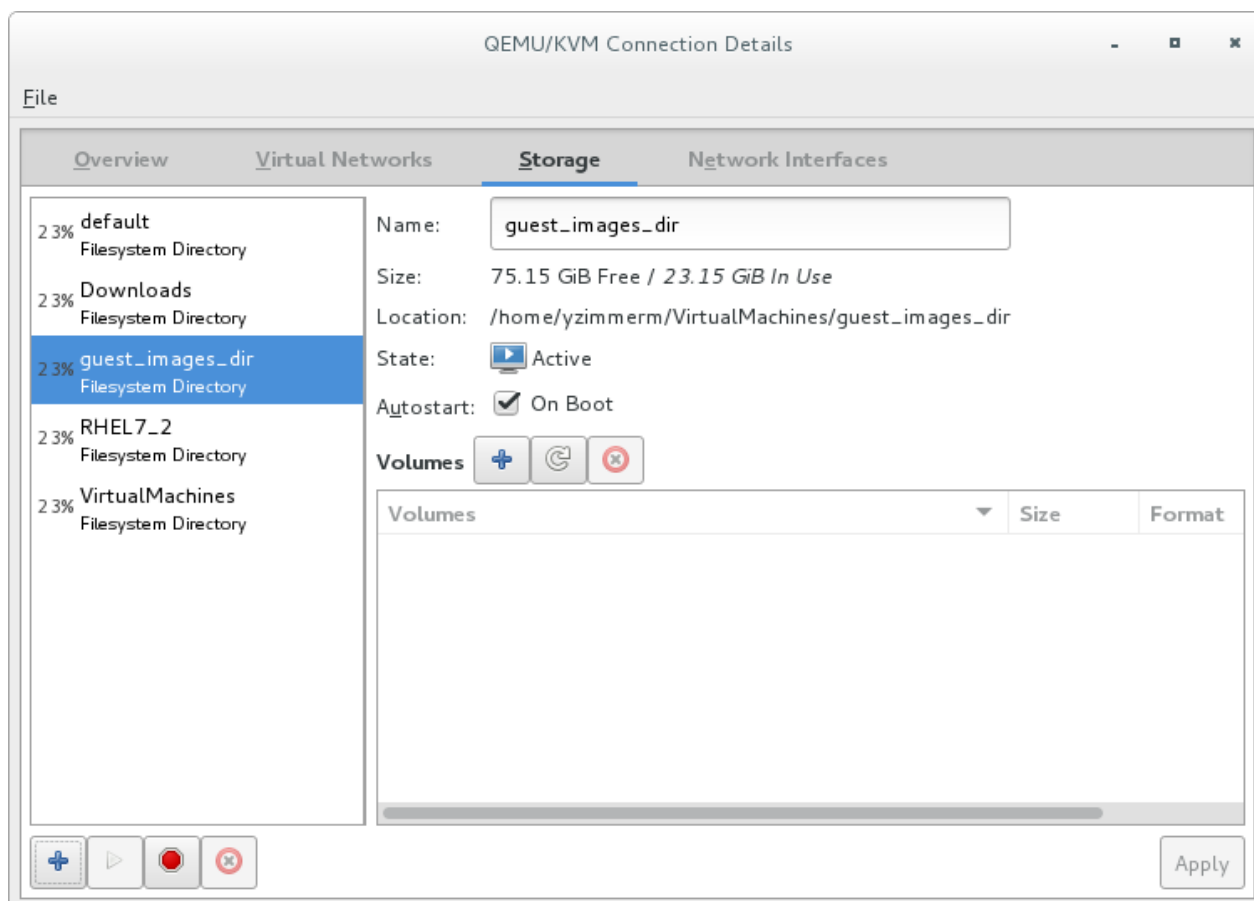 QEMU/KVM Connection Details
File
Overview Virtual Networks Storage Network Interfaces
23% default
Filesystem Directory
23% Downloads
Filesystem Directory
23% guest_images_dir
Filesystem Directory
23% RHEL7_2
Filesystem Directory
23% VirtualMachines
Filesystem Directory
Name: guest_images_dir
Size: 75.15 GiB Free / 23.15 GiB In Use
Location: /home/yzimmerm/VirtualMachines/guest_images_dir
State: Active
Autostart: On Boot
Volumes
Volumes Size Format
Apply